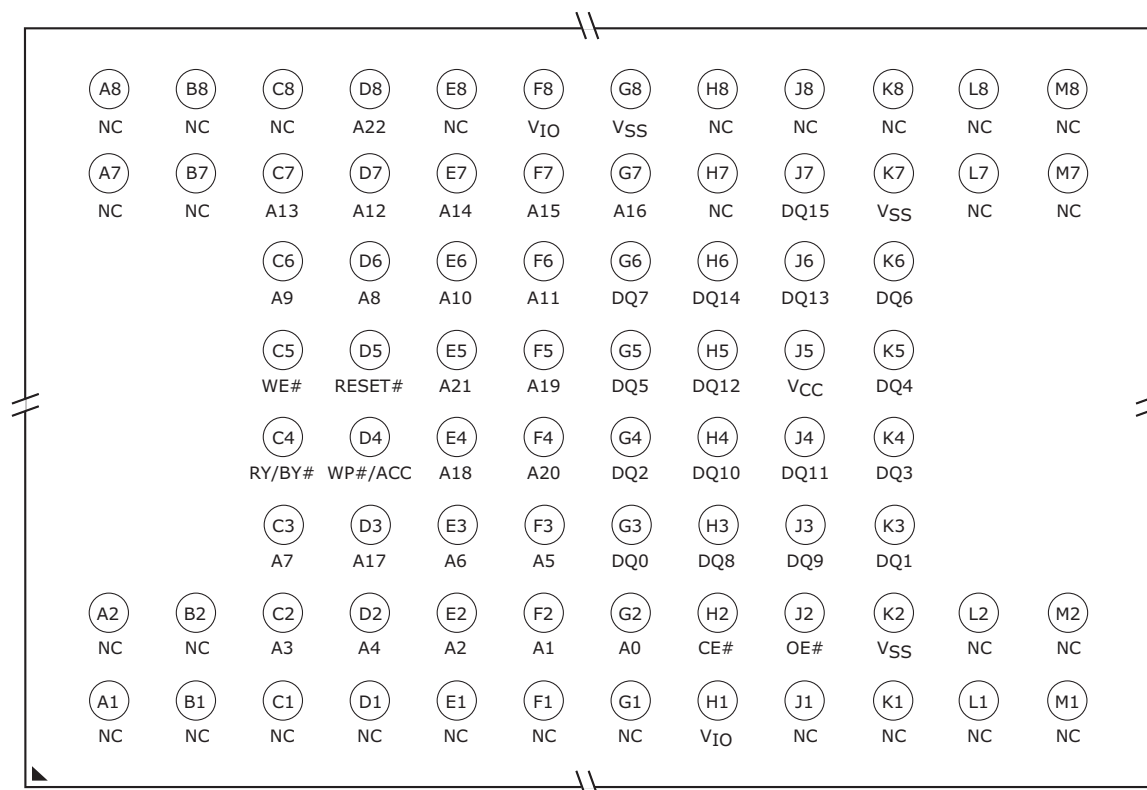 A8 B8 C8 D8 E8 F8 G8 H8 J8 K8 L8 M8
NC NC NC A22 NC VIO VSS NC NC NC NC NC
A7 B7 C7 D7 E7 F7 G7 H7 J7 K7 L7 M7
NC NC A13 A12 A14 A15 A16 NC DQ15 VSS NC NC
C6 D6 E6 F6 G6 H6 J6 K6
A9 A8 A10 A11 DQ7 DQ14 DQ13 DQ6
C5 D5 E5 F5 G5 H5 J5 K5
WE# RESET# A21 A19 DQ5 DQ12 VCC DQ4
C4 D4 E4 F4 G4 H4 J4 K4
RY/BY# WP#/ACC A18 A20 DQ2 DQ10 DQ11 DQ3
C3 D3 E3 F3 G3 H3 J3 K3
A7 A17 A6 A5 DQ0 DQ8 DQ9 DQ1
A2 B2 C2 D2 E2 F2 G2 H2 J2 K2 L2 M2
NC NC A3 A4 A2 A1 A0 CE# OE# VSS NC NC
A1 B1 C1 D1 E1 F1 G1 H1 J1 K1 L1 M1
NC NC NC NC NC NC NC VIO NC NC NC NC